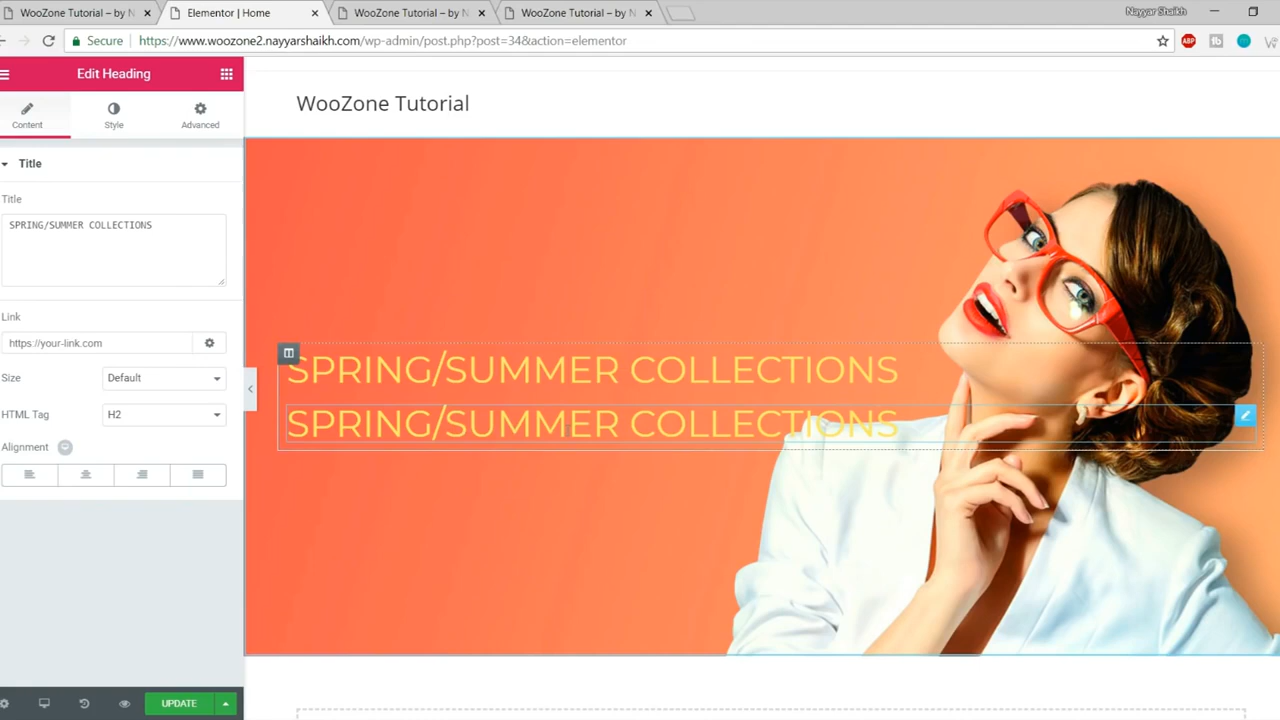 WooZone Tutorial – by N
Elementor | Home
WooZone Tutorial – by N
WooZone Tutorial – by N
Nayyar Shaikh
Secure
https://www.woozone2.nayyarshaikh.com/wp-admin/post.php?post=34&action=elementor
ABP
Edit Heading
Content
Style
Advanced
Title
Title
SPRING/SUMMER COLLECTIONS
Link
https://your-link.com
Size
Default
HTML Tag
H2
Alignment
UPDATE
WooZone Tutorial
SPRING/SUMMER COLLECTIONS
SPRING/SUMMER COLLECTIONS